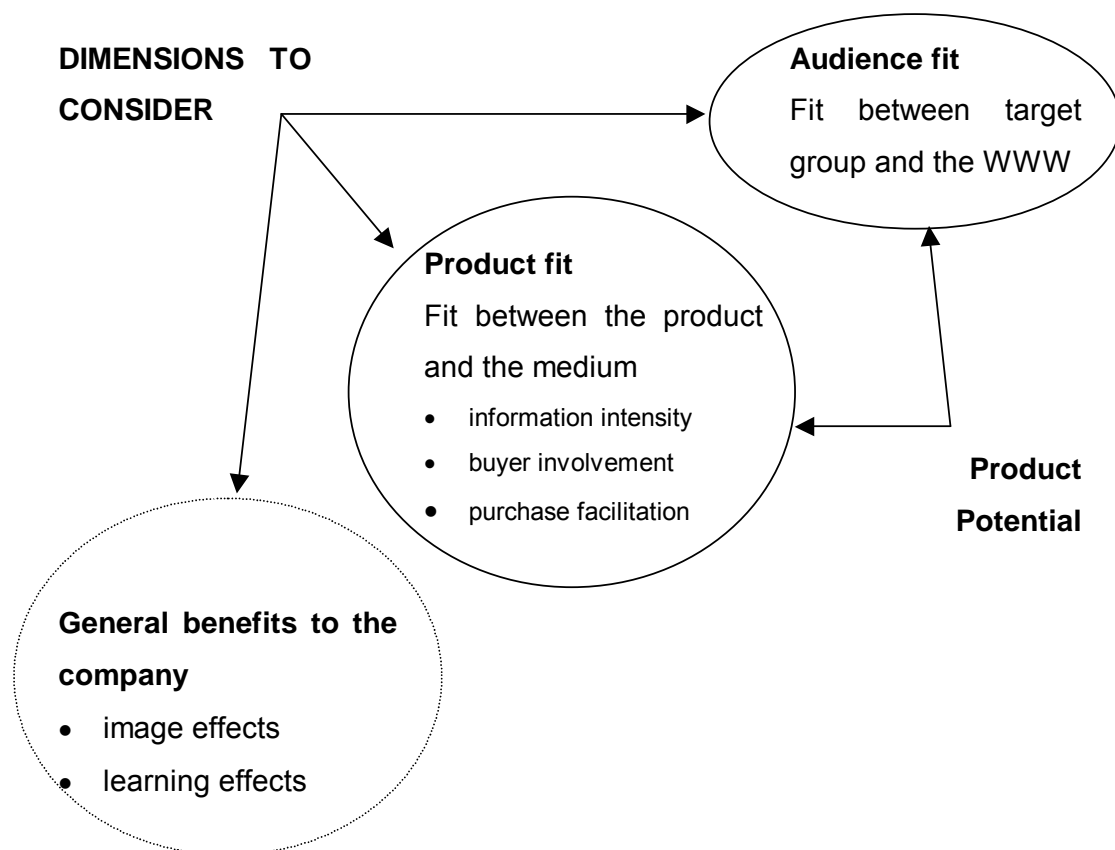 DIMENSIONS TO
CONSIDER
Audience fit
Fit between target
group and the WWW
Product fit
Fit between the product
and the medium
• information intensity
• buyer involvement
• purchase facilitation
Product
Potential
General benefits to the
company
• image effects
• learning effects